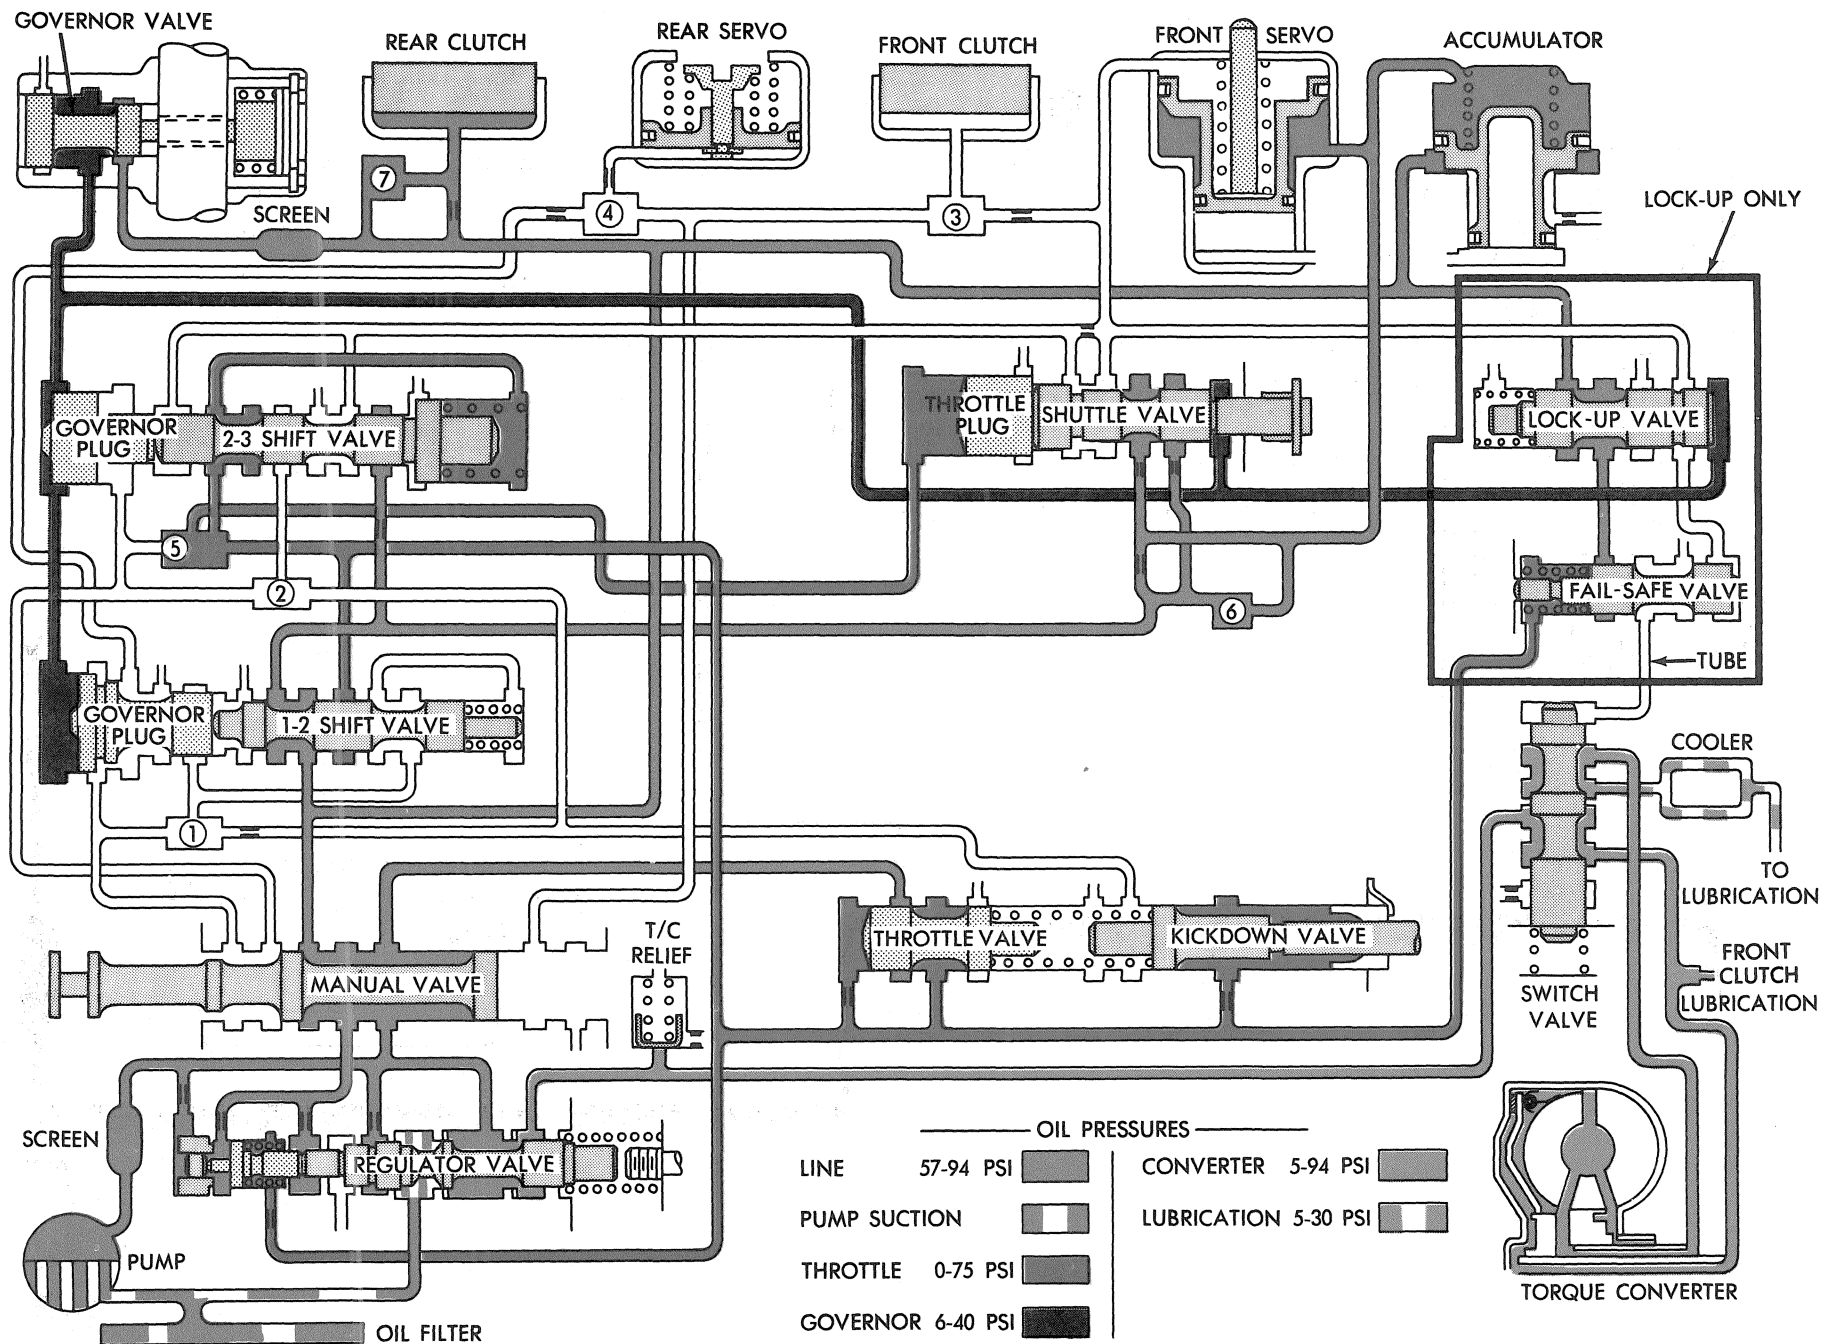 GOVERNOR VALVE
REAR CLUTCH
REAR SERVO
FRONT CLUTCH
FRONT SERVO
ACCUMULATOR
LOCK-UP ONLY
SCREEN
7
4
3
GOVERNOR
PLUG
2-3 SHIFT VALVE
THROTTLE
PLUG
SHUTTLE VALVE
LOCK-UP VALVE
5
2
6
FAIL-SAFE VALVE
TUBE
GOVERNOR
PLUG
1-2 SHIFT VALVE
COOLER
1
TO
LUBRICATION
T/C
RELIEF
THROTTLE VALVE
KICKDOWN VALVE
MANUAL VALVE
SWITCH
VALVE
FRONT
CLUTCH
LUBRICATION
SCREEN
REGULATOR VALVE
PUMP
OIL FILTER
OIL PRESSURES
LINE 57-94 PSI
PUMP SUCTION
THROTTLE 0-75 PSI
GOVERNOR 6-40 PSI
CONVERTER 5-94 PSI
LUBRICATION 5-30 PSI
TORQUE CONVERTER